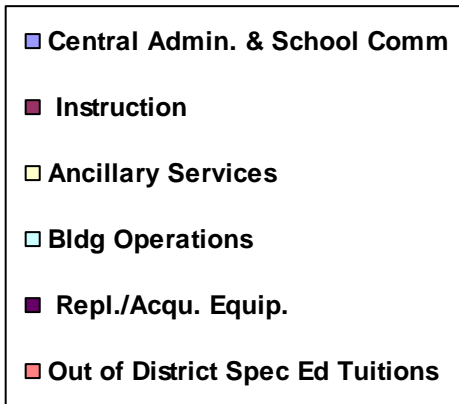 Central Admin. & School Comm
Instruction
Ancillary Services
Bldg Operations
Repl./Acqu. Equip.
Out of District Spec Ed Tuitions